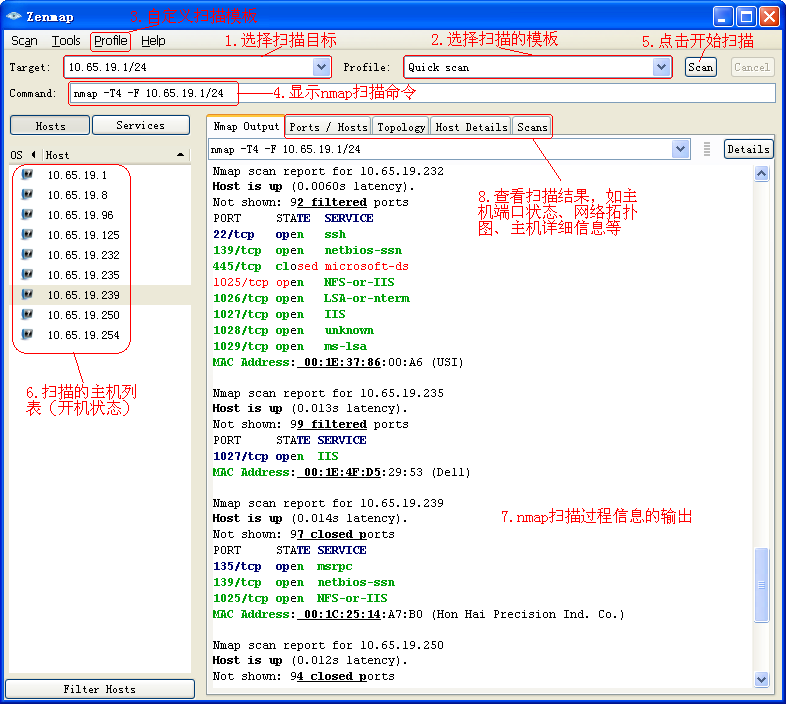 Zenmap
3.自定义扫描模板
Scan Tools Profile Help
1.选择扫描目标
2.选择扫描的模板
5.点击开始扫描
Target: 10.65.19.1/24 Profile: Quick scan Scan Cancel
Command: nmap -T4 -F 10.65.19.1/24
4.显示nmap扫描命令
Hosts Services
OS Host
10.65.19.1
10.65.19.8
10.65.19.96
10.65.19.125
10.65.19.232
10.65.19.235
10.65.19.239
10.65.19.250
10.65.19.254
6.扫描的主机列
表（开机状态）
Filter Hosts
Nmap Output Ports / Hosts Topology Host Details Scans
nmap -T4 -F 10.65.19.1/24 Details
Nmap scan report for 10.65.19.232
Host is up (0.0060s latency).
Not shown: 92 filtered ports
PORT STATE SERVICE
22/tcp open ssh
139/tcp open netbios-ssn
445/tcp closed microsoft-ds
1025/tcp open NFS-or-IIS
1026/tcp open LSA-or-nterm
1027/tcp open IIS
1028/tcp open unknown
1029/tcp open ms-lsa
MAC Address: 00:1E:37:86:00:A6 (USI)
8.查看扫描结果，如主
机端口状态、网络拓扑
图、主机详细信息等
Nmap scan report for 10.65.19.235
Host is up (0.013s latency).
Not shown: 99 filtered ports
PORT STATE SERVICE
1027/tcp open IIS
MAC Address: 00:1E:4F:D5:29:53 (Dell)
Nmap scan report for 10.65.19.239
Host is up (0.014s latency).
Not shown: 97 closed ports
PORT STATE SERVICE
135/tcp open msrpc
139/tcp open netbios-ssn
1025/tcp open NFS-or-IIS
MAC Address: 00:1C:25:14:A7:B0 (Hon Hai Precision Ind. Co.)
7.nmap扫描过程信息的输出
Nmap scan report for 10.65.19.250
Host is up (0.012s latency).
Not shown: 94 closed ports